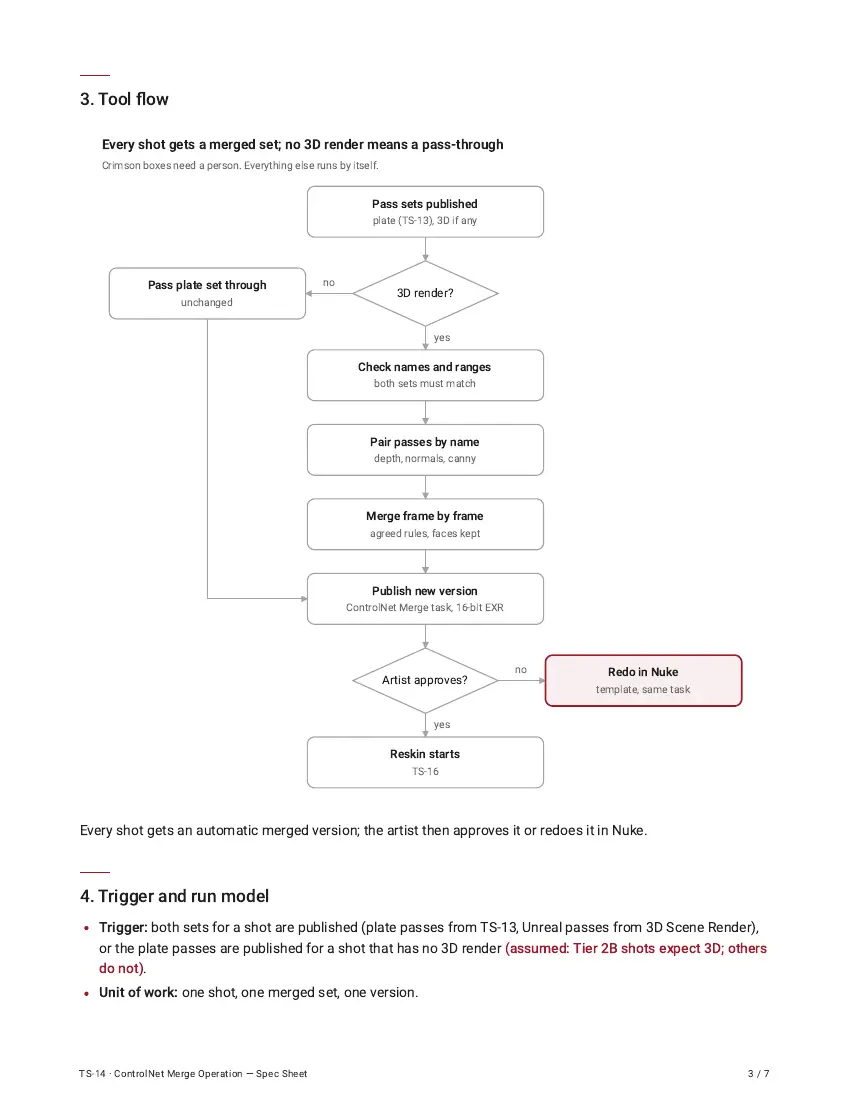 3. Tool flow
Every shot gets a merged set; no 3D render means a pass-through
Crimson boxes need a person. Everything else runs by itself.
Pass sets published
plate (TS-13), 3D if any
Pass plate set through
unchanged
no
3D render?
yes
Check names and ranges
both sets must match
Pair passes by name
depth, normals, canny
Merge frame by frame
agreed rules, faces kept
Publish new version
ControlNet Merge task, 16-bit EXR
Artist approves?
no
Redo in Nuke
template, same task
yes
Reskin starts
TS-16
Every shot gets an automatic merged version; the artist then approves it or redoes it in Nuke.
4. Trigger and run model
• Trigger: both sets for a shot are published (plate passes from TS-13, Unreal passes from 3D Scene Render),
or the plate passes are published for a shot that has no 3D render (assumed: Tier 2B shots expect 3D; others
do not).
• Unit of work: one shot, one merged set, one version.
TS-14 · ControlNet Merge Operation — Spec Sheet
3 / 7